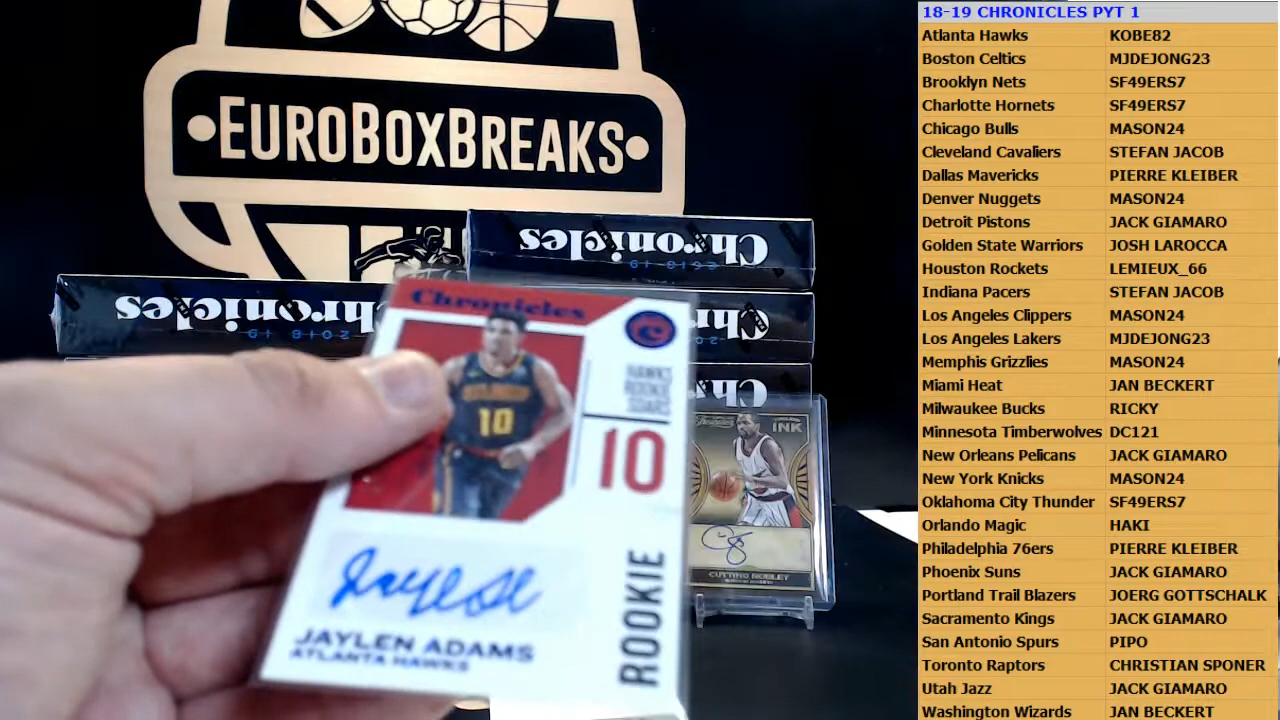 EUROBOXBREAKS
Chronicles
2018-19
Chronicles
2018-19
Chronicles
HAWKS
ROOKIE
10
10
JAYLEN ADAMS
ATLANTA HAWKS
ROOKIE
INK
CUTTINO MOBLEY
18-19 CHRONICLES PYT 1
Atlanta Hawks KOBE82
Boston Celtics MJDEJONG23
Brooklyn Nets SF49ERS7
Charlotte Hornets SF49ERS7
Chicago Bulls MASON24
Cleveland Cavaliers STEFAN JACOB
Dallas Mavericks PIERRE KLEIBER
Denver Nuggets MASON24
Detroit Pistons JACK GIAMARO
Golden State Warriors JOSH LAROCCA
Houston Rockets LEMIEUX_66
Indiana Pacers STEFAN JACOB
Los Angeles Clippers MASON24
Los Angeles Lakers MJDEJONG23
Memphis Grizzlies MASON24
Miami Heat JAN BECKERT
Milwaukee Bucks RICKY
Minnesota Timberwolves DC121
New Orleans Pelicans JACK GIAMARO
New York Knicks MASON24
Oklahoma City Thunder SF49ERS7
Orlando Magic HAKI
Philadelphia 76ers PIERRE KLEIBER
Phoenix Suns JACK GIAMARO
Portland Trail Blazers JOERG GOTTSCHALK
Sacramento Kings JACK GIAMARO
San Antonio Spurs PIPO
Toronto Raptors CHRISTIAN SPONER
Utah Jazz JACK GIAMARO
Washington Wizards JAN BECKERT